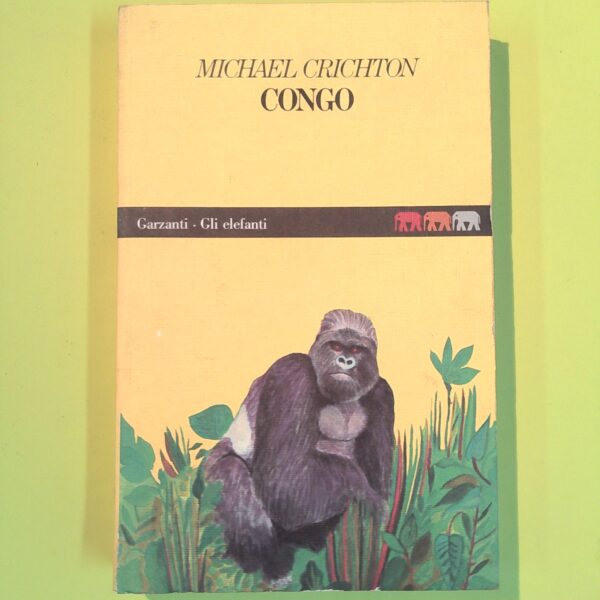 MICHAEL CRICHTON
CONGO
Garzanti · Gli elefanti